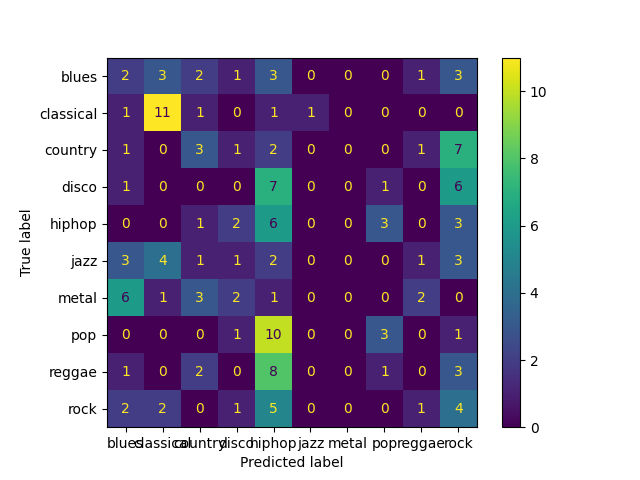 blues 2 3 2 1 3 0 0 0 1 3
classical 1 11 1 0 1 1 0 0 0 0
country 1 0 3 1 2 0 0 0 1 7
disco 1 0 0 0 7 0 0 1 0 6
hiphop 0 0 1 2 6 0 0 3 0 3
jazz 3 4 1 1 2 0 0 0 1 3
metal 6 1 3 2 1 0 0 0 2 0
pop 0 0 0 1 10 0 0 3 0 1
reggae 1 0 2 0 8 0 0 1 0 3
rock 2 2 0 1 5 0 0 0 1 4
blues classical country disco hiphop jazz metal pop reggae rock
Predicted label
True label
10
8
6
4
2
0